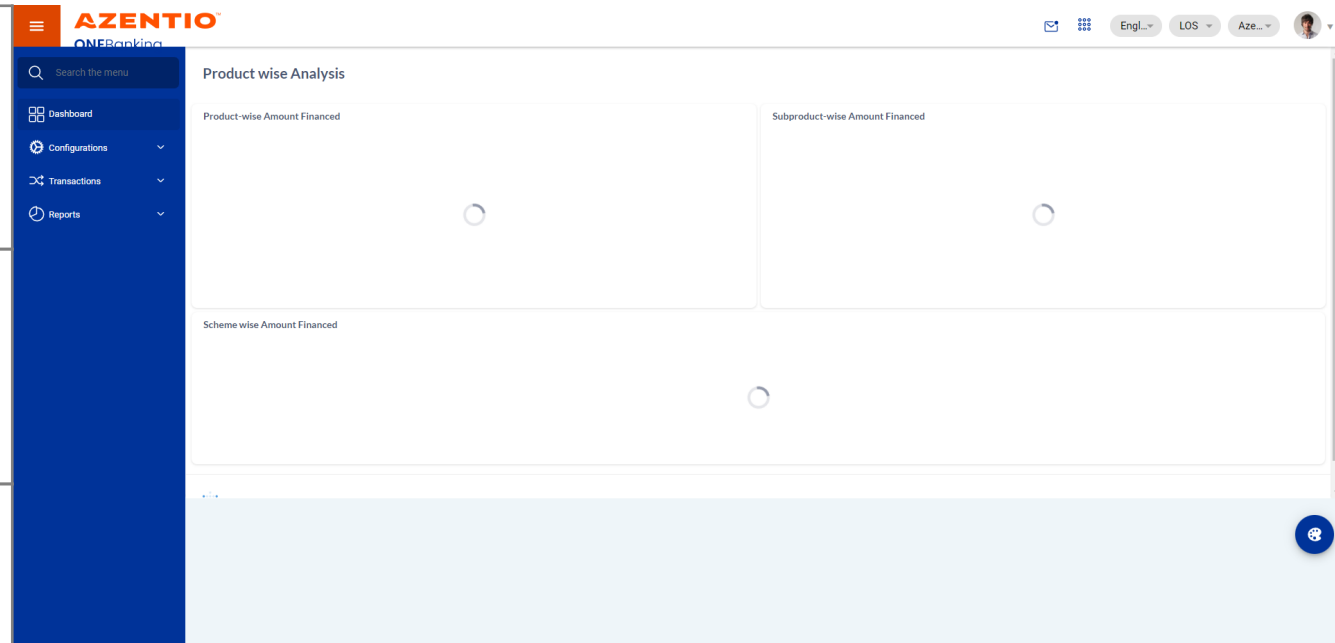 AZENTIO™
ONEBanking
Engl...
LOS
Aze...
Search the menu
Dashboard
Configurations
Transactions
Reports
Product wise Analysis
Product-wise Amount Financed
Subproduct-wise Amount Financed
Scheme wise Amount Financed